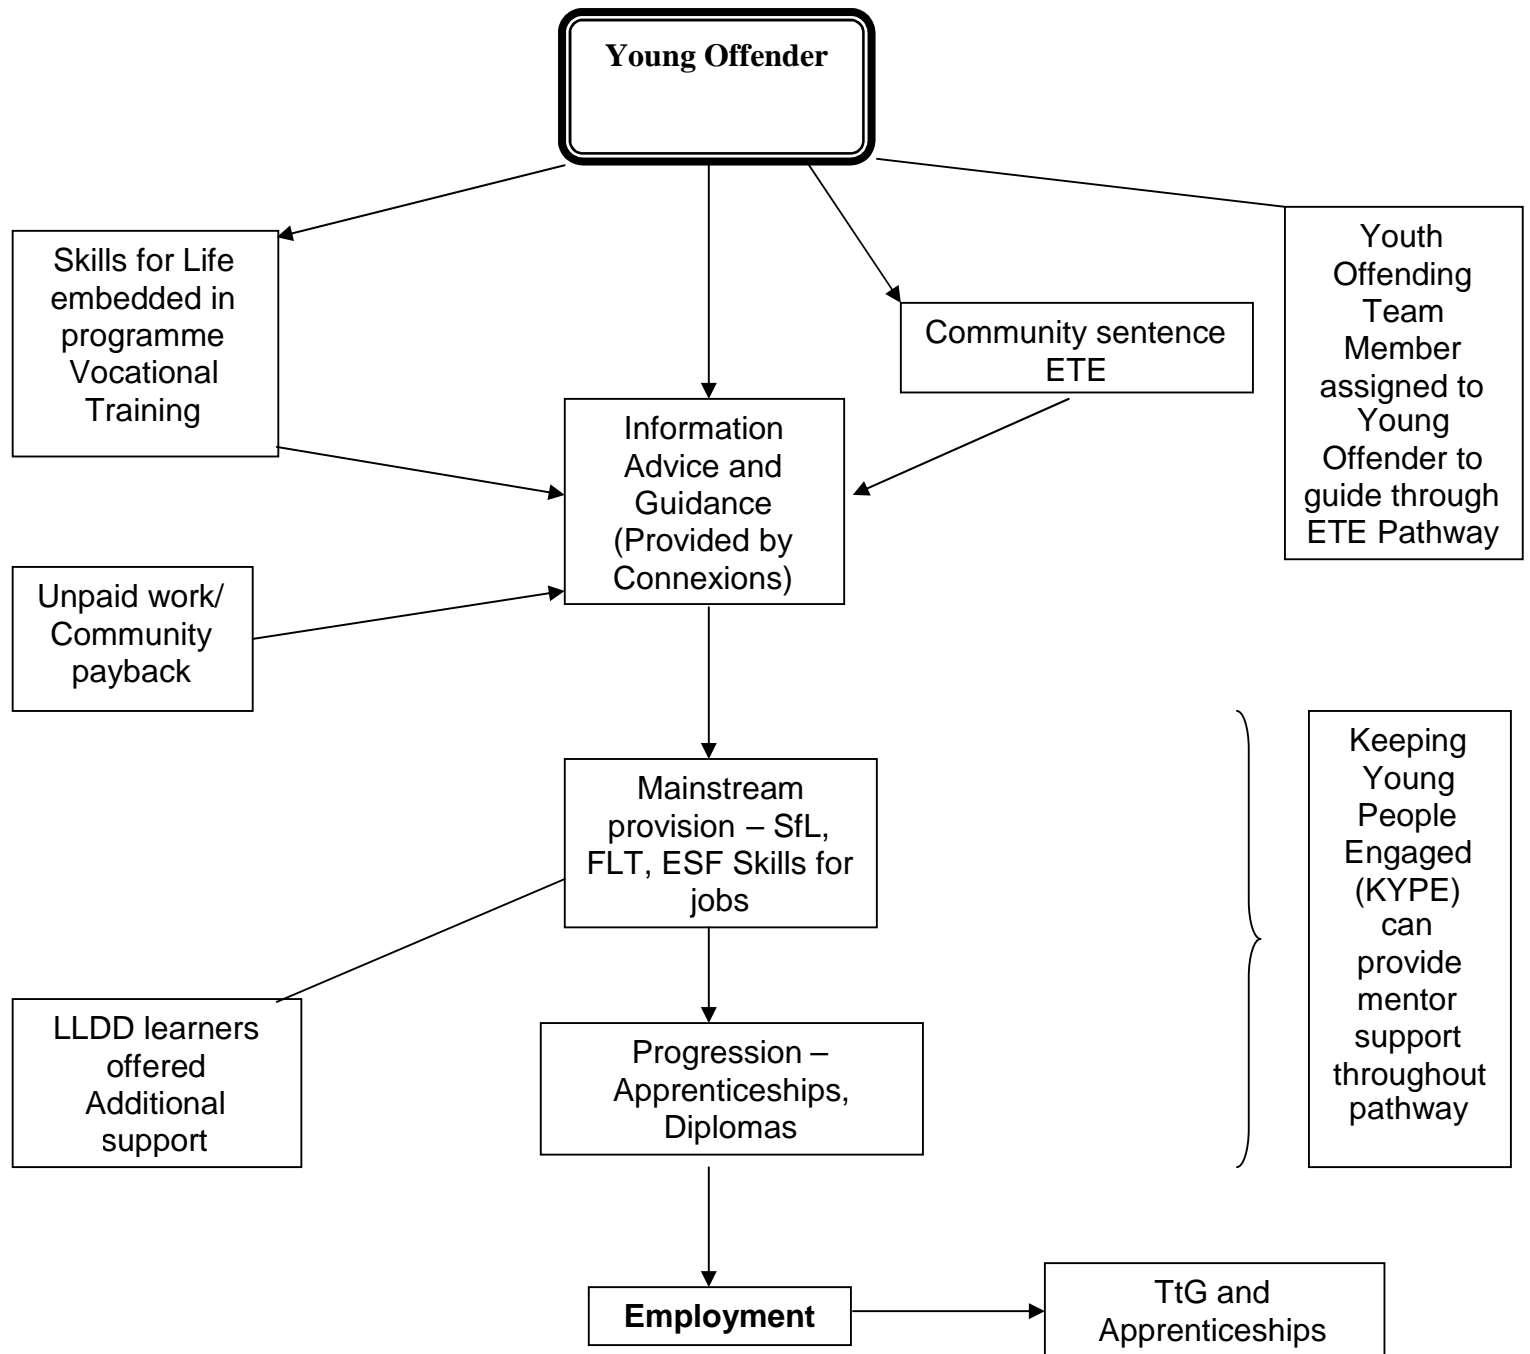 Young Offender
Skills for Life
embedded in
programme
Vocational
Training
Community sentence
ETE
Youth
Offending
Team
Member
assigned to
Young
Offender to
guide through
ETE Pathway
Information
Advice and
Guidance
(Provided by
Connexions)
Unpaid work/
Community
payback
Mainstream
provision – SfL,
FLT, ESF Skills for
jobs
Keeping
Young
People
Engaged
(KYPE)
can
provide
mentor
support
throughout
pathway
LLDD learners
offered
Additional
support
Progression –
Apprenticeships,
Diplomas
Employment
TtG and
Apprenticeships